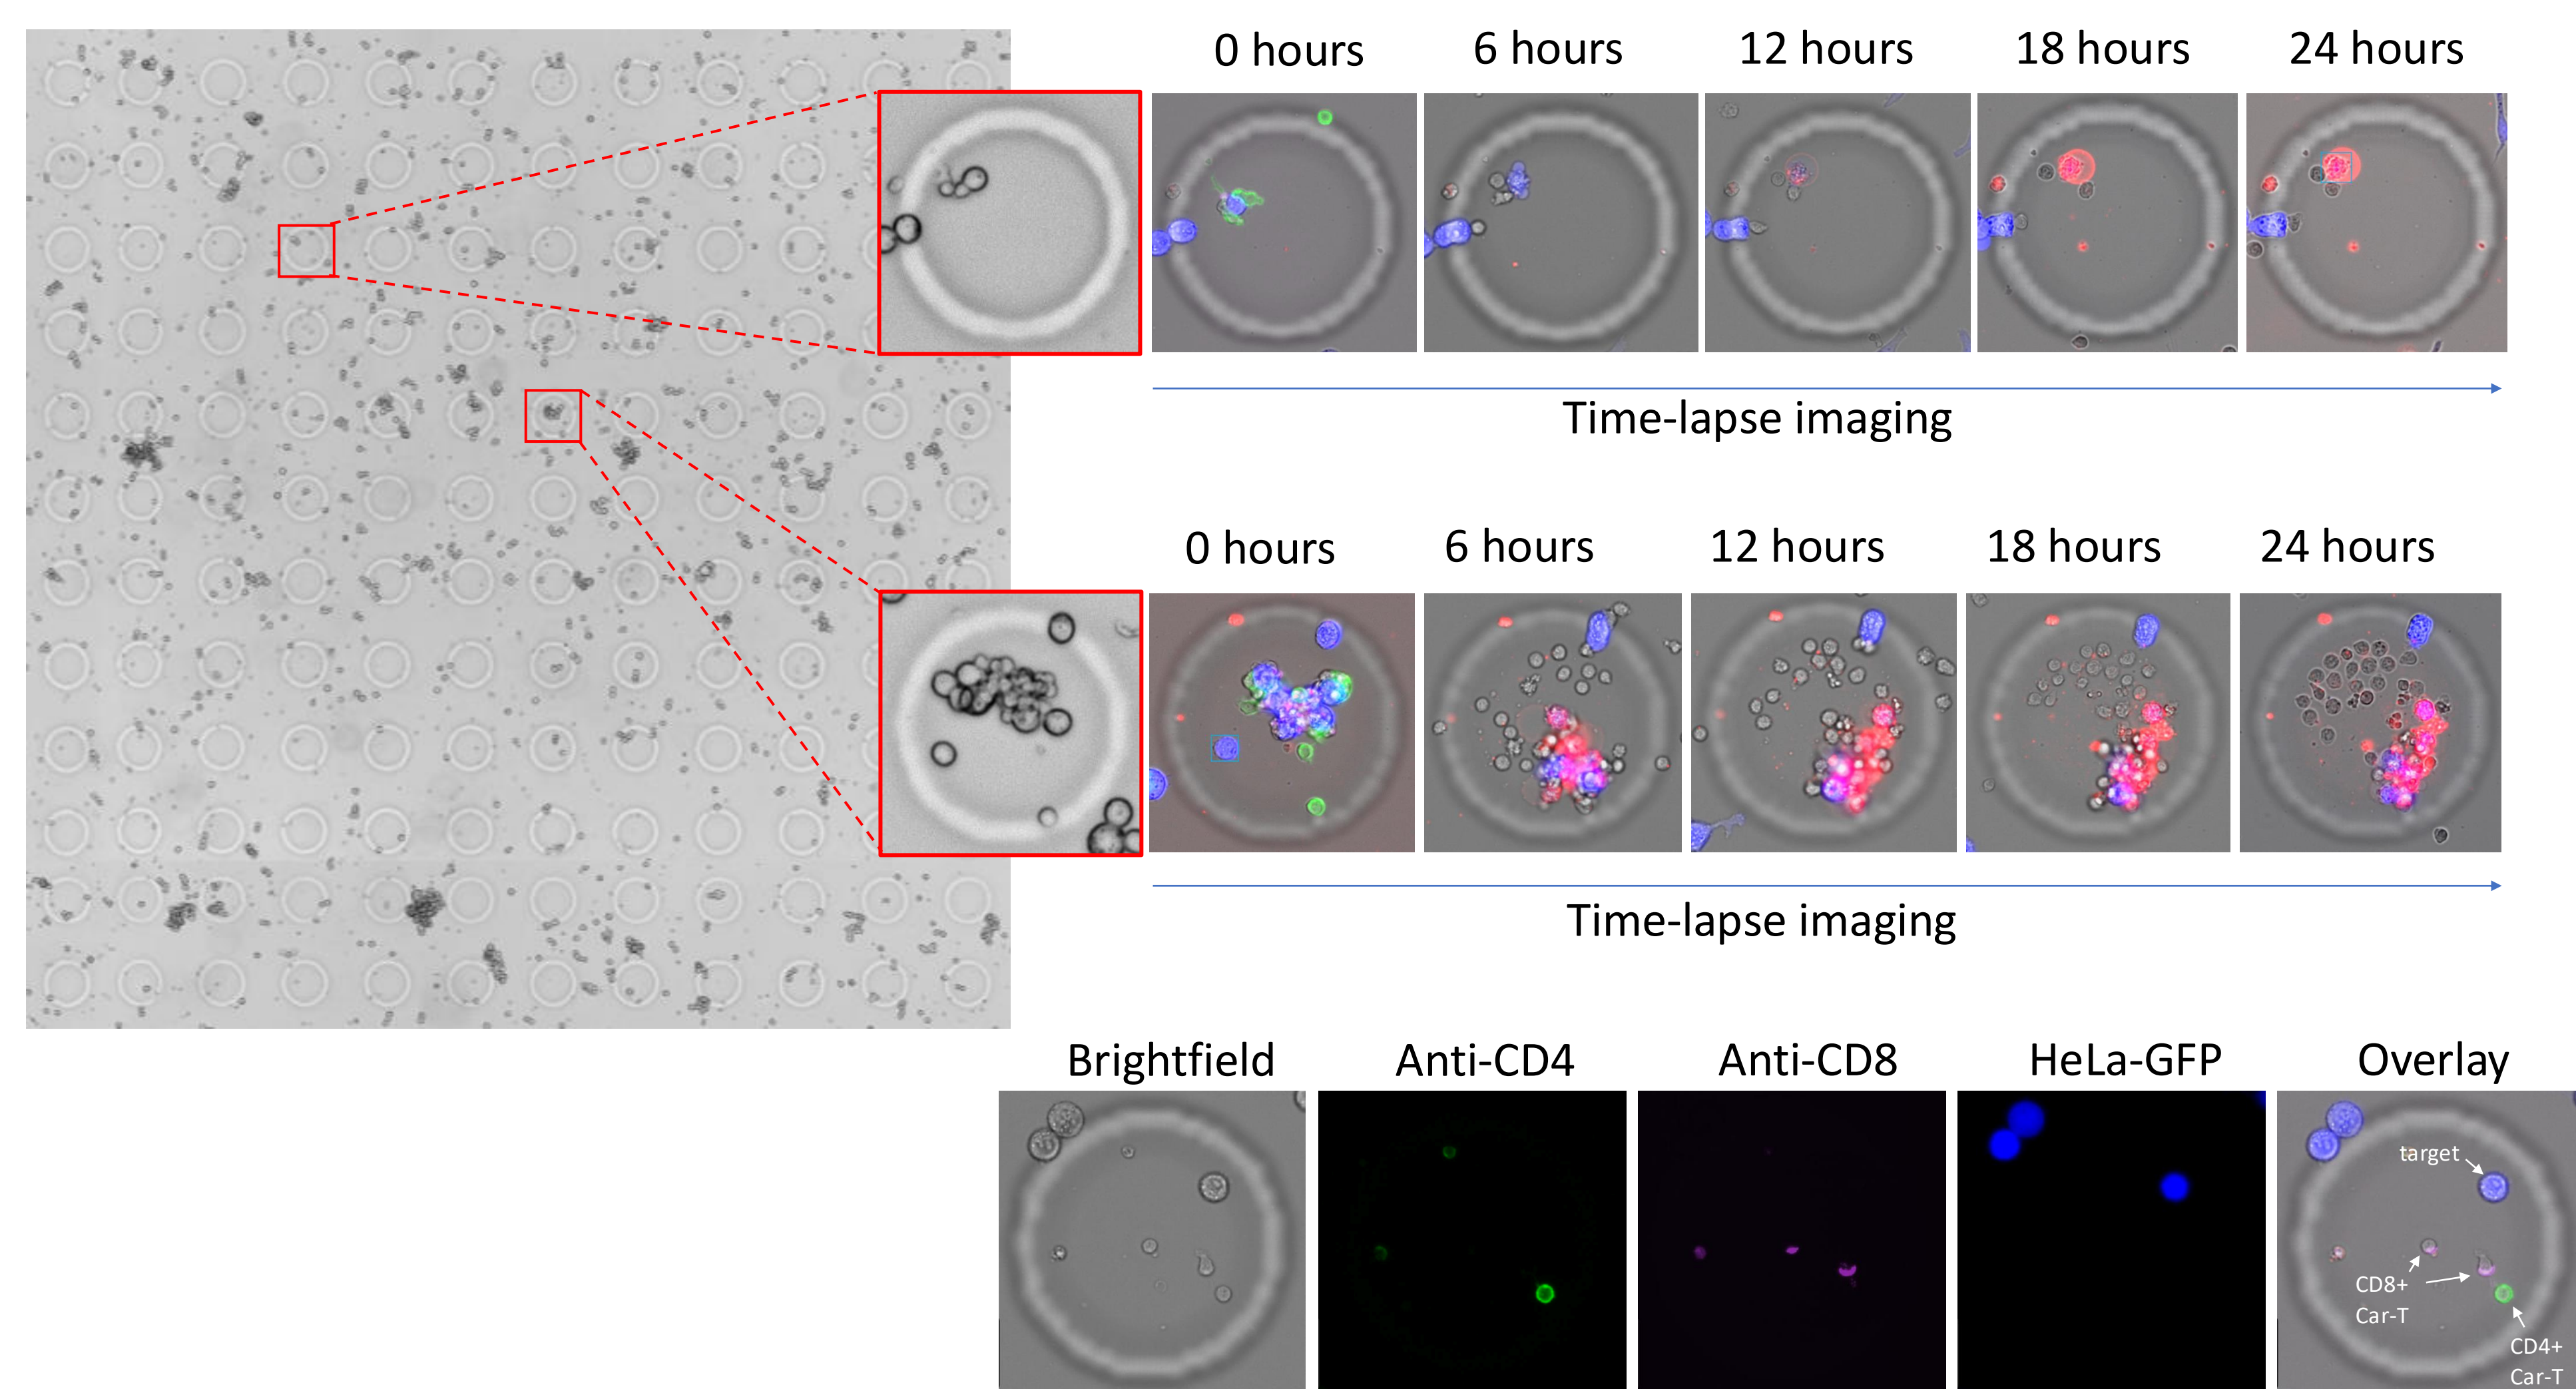 0 hours
6 hours
12 hours
18 hours
24 hours
Time-lapse imaging
0 hours
6 hours
12 hours
18 hours
24 hours
Time-lapse imaging
Brightfield
Anti-CD4
Anti-CD8
HeLa-GFP
Overlay
target
CD8+
Car-T
CD4+
Car-T